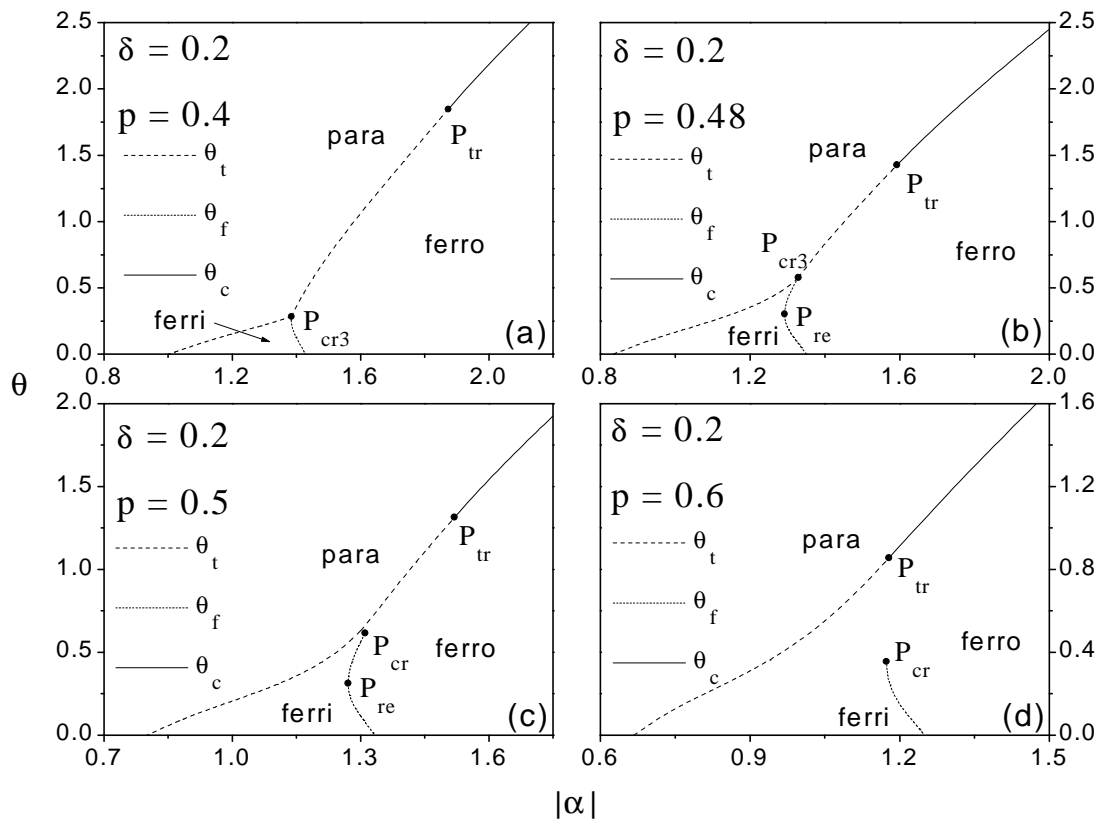 δ = 0.2
p = 0.4
θt
θf
θc
para
Ptr
ferro
ferri
Pcr3
(a)
0.0
0.5
1.0
1.5
2.0
2.5
0.8
1.2
1.6
2.0
δ = 0.2
p = 0.48
θt
θf
θc
para
Ptr
ferro
Pcr3
Pre
ferri
(b)
0.0
0.5
1.0
1.5
2.0
2.5
0.8
1.2
1.6
2.0
θ
δ = 0.2
p = 0.5
θt
θf
θc
para
Ptr
ferro
Pcr
Pre
ferri
(c)
0.0
0.5
1.0
1.5
2.0
0.7
1.0
1.3
1.6
δ = 0.2
p = 0.6
θt
θf
θc
para
Ptr
ferro
Pcr
ferri
(d)
0.0
0.4
0.8
1.2
1.6
0.6
0.9
1.2
1.5
|α|